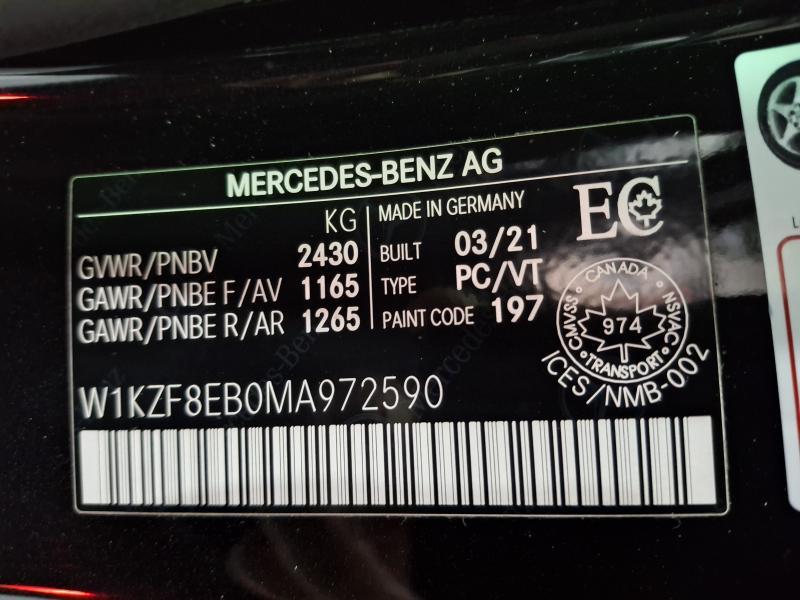 MERCEDES-BENZ AG
KG
GVWR/PNBV 2430
GAWR/PNBE F/AV 1165
GAWR/PNBE R/AR 1265
MADE IN GERMANY
BUILT 03/21
TYPE PC/VT
PAINT CODE 197
EC
CANADA
CMVSS NSVAC
974
TRANSPORT
ICES/NMB-002
W1KZF8EB0MA972590
L